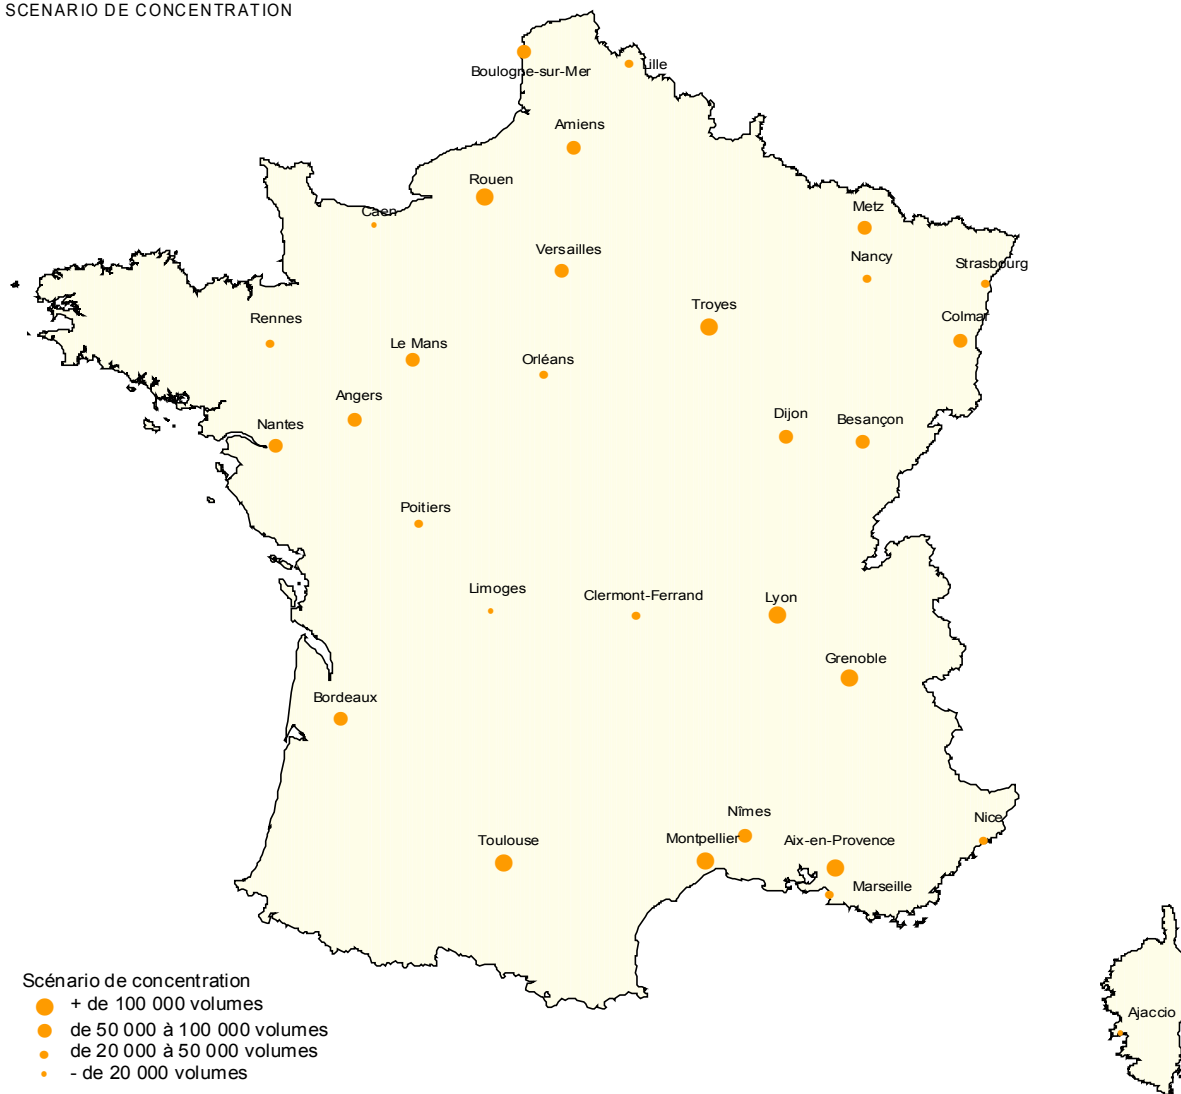 SCENARIO DE CONCENTRATION
Lille
Boulogne-sur-Mer
Amiens
Rouen
Metz
Caen
Versailles
Nancy
Strasbourg
Troyes
Colmar
Rennes
Le Mans
Orléans
Angers
Dijon
Besançon
Nantes
Poitiers
Limoges
Clermont-Ferrand
Lyon
Grenoble
Bordeaux
Nîmes
Nice
Toulouse
Montpellier
Aix-en-Provence
Marseille
Ajaccio
Scénario de concentration
+ de 100 000 volumes
de 50 000 à 100 000 volumes
de 20 000 à 50 000 volumes
- de 20 000 volumes